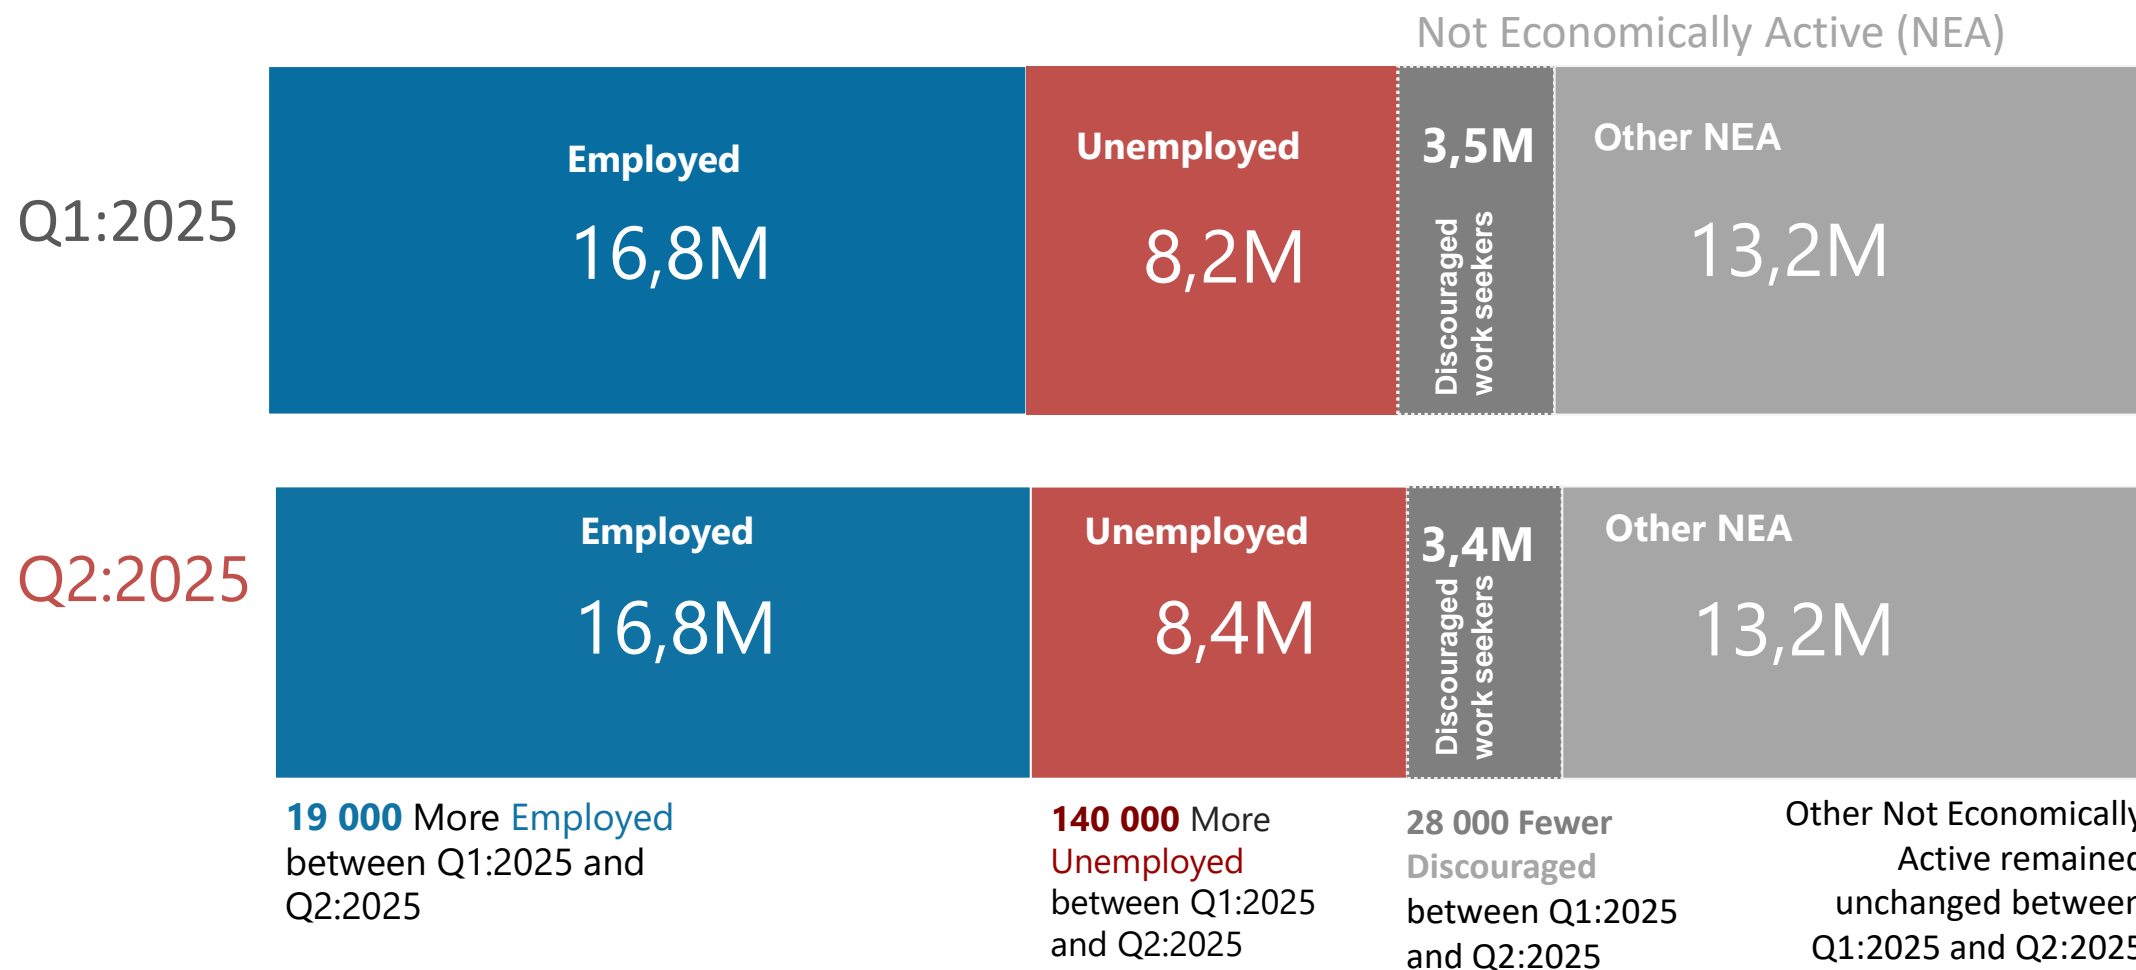 Not Economically Active (NEA)
Q1:2025
Employed
16,8M
Unemployed
8,2M
3,5M
Discouraged
work seekers
Other NEA
13,2M
Q2:2025
Employed
16,8M
Unemployed
8,4M
3,4M
Discouraged
work seekers
Other NEA
13,2M
19 000 More Employed
between Q1:2025 and
Q2:2025
140 000 More
Unemployed
between Q1:2025
and Q2:2025
28 000 Fewer
Discouraged
between Q1:2025
and Q2:2025
Other Not Economically
Active remained
unchanged between
Q1:2025 and Q2:2025